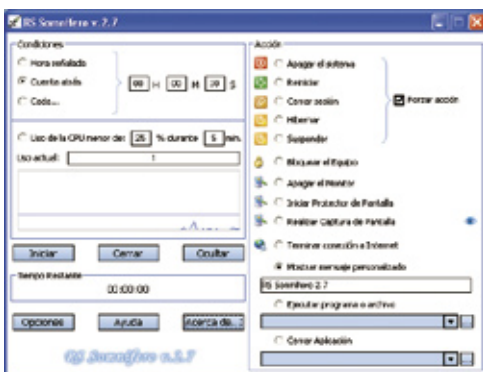 RS Somnífero v.2.7
Condiciones
Hora señalada
Cuenta atrás
00 H 00 M 30 S
Cada...
Uso de la CPU menor de: 25 % durante 5 min.
Uso actual: 1
Iniciar Cerrar Ocultar
Tiempo Restante
00:00:00
Opciones Ayuda Acerca de...
RS Somnífero v.2.7
Acción
Apagar el sistema
Reiniciar
Cerrar sesión
Hibernar
Suspender
Forzar acción
Bloquear el Equipo
Apagar el Monitor
Iniciar Protector de Pantalla
Realizar Captura de Pantalla
Terminar conexión a Internet
Mostrar mensaje personalizado
RS Somnífero 2.7
Ejecutar programa o archivo
Cerrar Aplicación